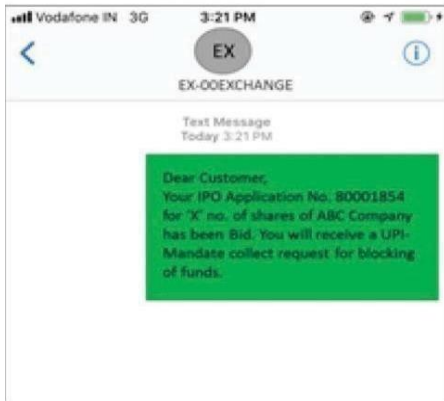 Vodafone IN 3G 3:21 PM
EX
EX-OOEXCHANGE
Text Message
Today 3:21 PM
Dear Customer,
Your IPO Application No. 80001854
for 'X' no. of shares of ABC Company
has been Bid. You will receive a UPI-
Mandate collect request for blocking
of funds.